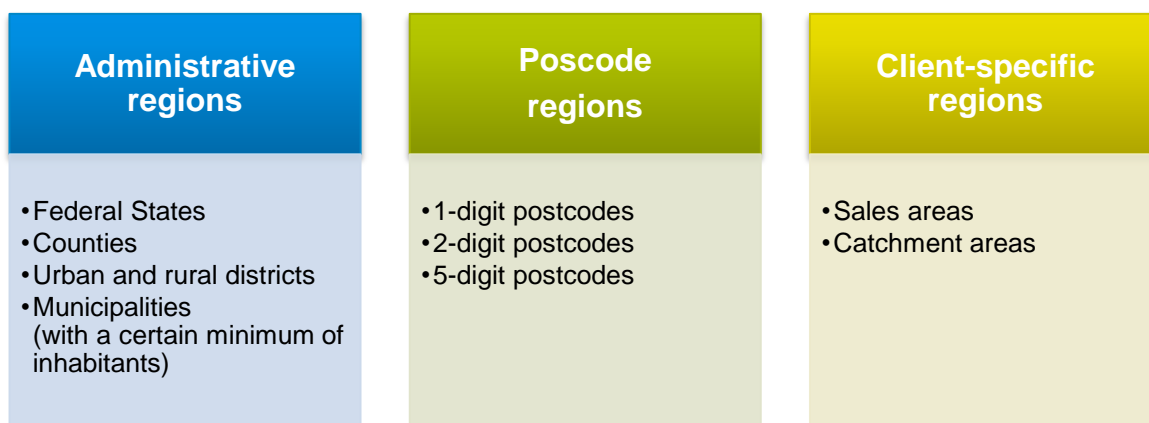 Administrative
regions
•Federal States
•Counties
•Urban and rural districts
•Municipalities
(with a certain minimum of
inhabitants)
Poscode
regions
•1-digit postcodes
•2-digit postcodes
•5-digit postcodes
Client-specific
regions
•Sales areas
•Catchment areas